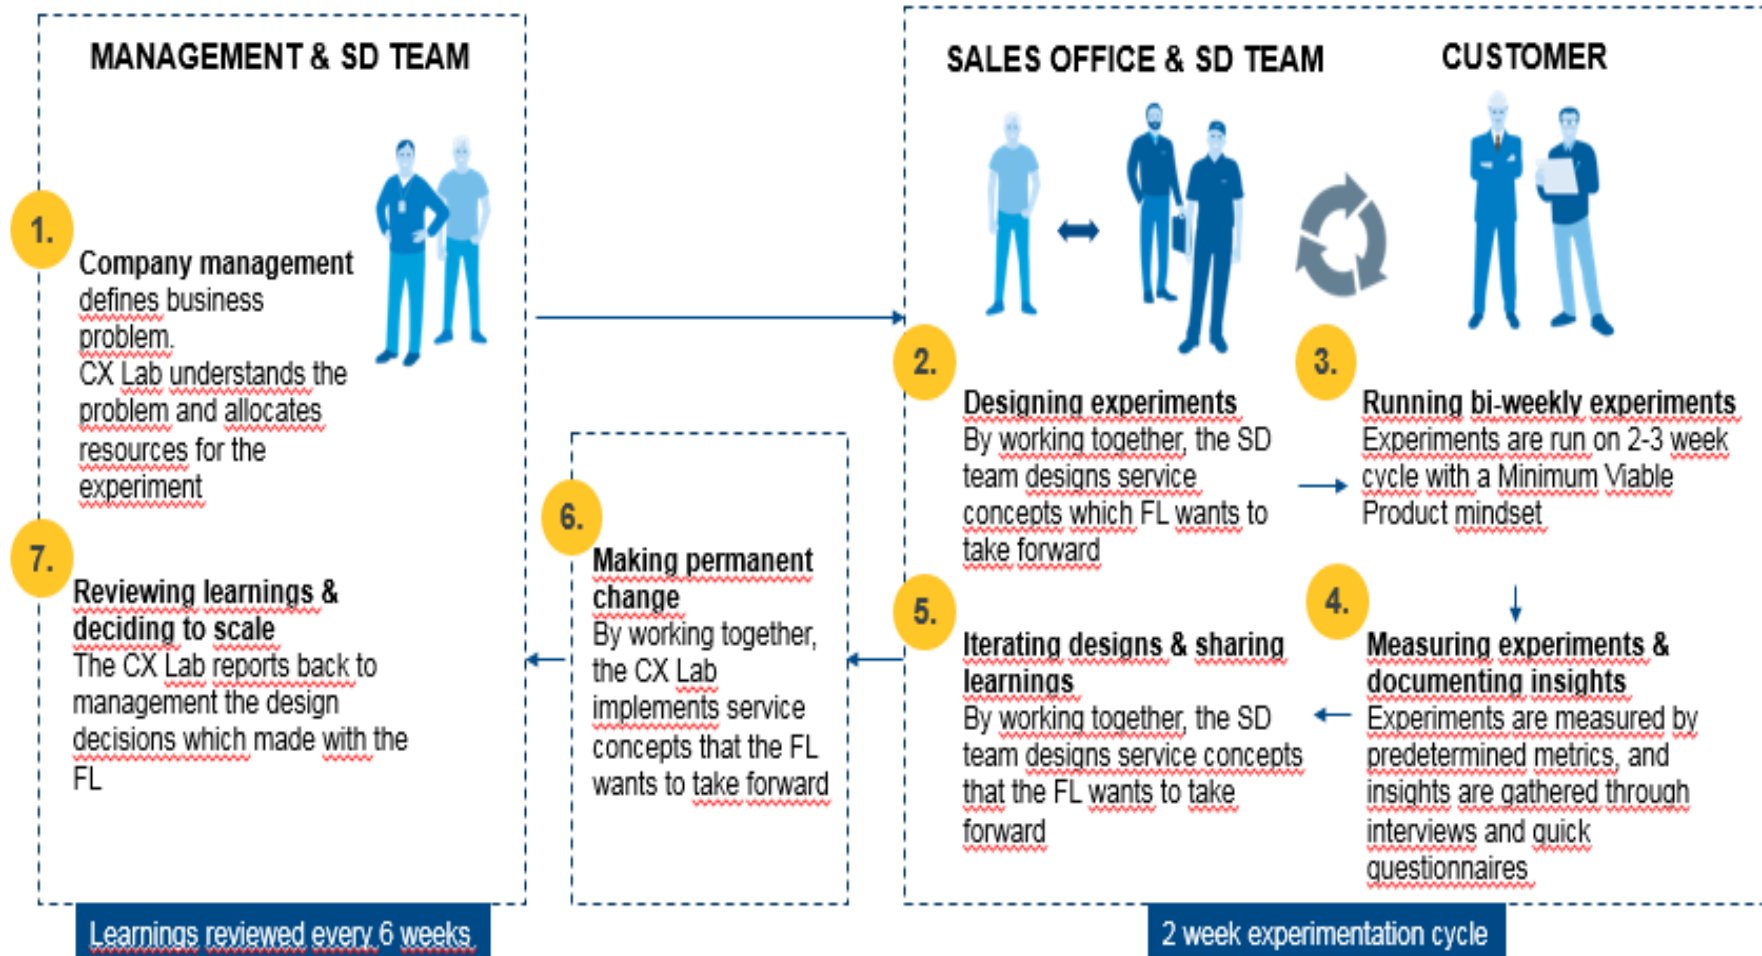 MANAGEMENT & SD TEAM
1.
Company management
defines business
problem.
CX Lab understands the
problem and allocates
resources for the
experiment
7.
Reviewing learnings &
deciding to scale
The CX Lab reports back to
management the design
decisions which made with the
FL
Learnings reviewed every 6 weeks
6.
Making permanent
change
By working together,
the CX Lab
implements service
concepts that the FL
wants to take forward
SALES OFFICE & SD TEAM
CUSTOMER
2.
Designing experiments
By working together, the SD
team designs service
concepts which FL wants to
take forward
3.
Running bi-weekly experiments
Experiments are run on 2-3 week
cycle with a Minimum Viable
Product mindset
4.
Measuring experiments &
documenting insights
Experiments are measured by
predetermined metrics, and
insights are gathered through
interviews and quick
questionnaires
5.
Iterating designs & sharing
learnings
By working together, the SD
team designs service concepts
that the FL wants to take
forward
2 week experimentation cycle